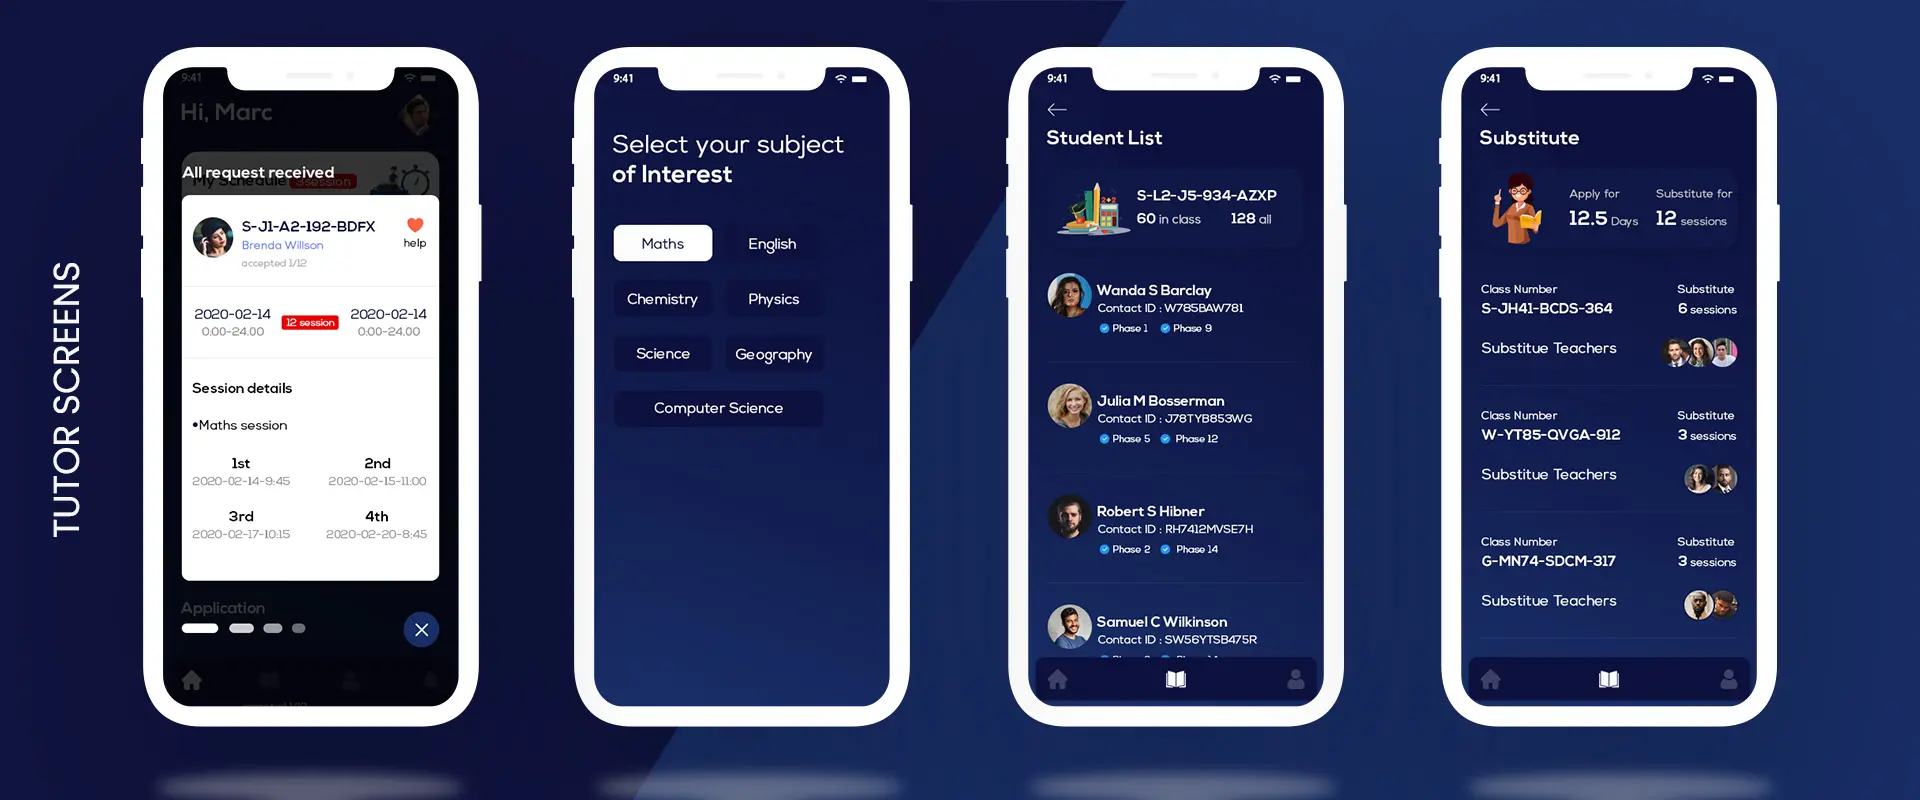 TUTOR SCREENS
9:41
Hi, Marc
All request received
My Schedule 3session
S-J1-A2-192-BDFX
Brenda Willson
accepted 1/12
help
2020-02-14
0:00-24.00
12 session
2020-02-14
0:00-24.00
Session details
•Maths session
1st
2020-02-14-9:45
2nd
2020-02-15-11:00
3rd
2020-02-17-10:15
4th
2020-02-20-8:45
Application
9:41
Select your subject
of Interest
Maths
English
Chemistry
Physics
Science
Geography
Computer Science
9:41
Student List
S-L2-J5-934-AZXP
60 in class
128 all
2+2
Wanda S Barclay
Contact ID : W785BAW781
Phase 1
Phase 9
Julia M Bosserman
Contact ID : J78TYB853WG
Phase 5
Phase 12
Robert S Hibner
Contact ID : RH7412MVSE7H
Phase 2
Phase 14
Samuel C Wilkinson
Contact ID : SW56YTSB475R
9:41
Substitute
Apply for
12.5 Days
Substitute for
12 sessions
Class Number
S-JH41-BCDS-364
Substitute
6 sessions
Substitue Teachers
Class Number
W-YT85-QVGA-912
Substitute
3 sessions
Substitue Teachers
Class Number
G-MN74-SDCM-317
Substitute
3 sessions
Substitue Teachers